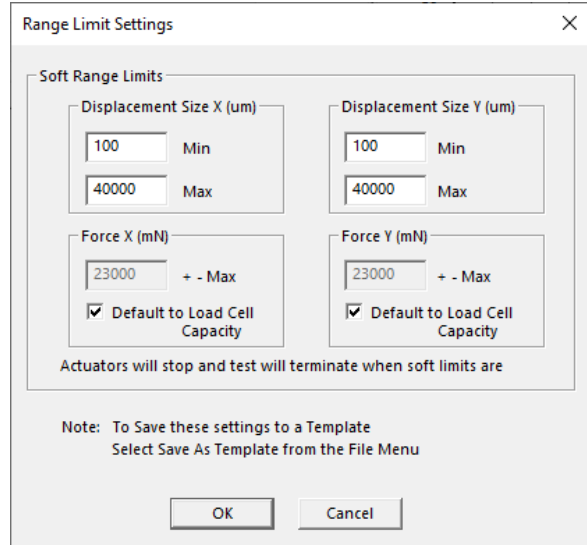 Range Limit Settings
Soft Range Limits
Displacement Size X (um)
100 Min
40000 Max
Displacement Size Y (um)
100 Min
40000 Max
Force X (mN)
23000 + - Max
Default to Load Cell
Capacity
Force Y (mN)
23000 + - Max
Default to Load Cell
Capacity
Actuators will stop and test will terminate when soft limits are
Note: To Save these settings to a Template
Select Save As Template from the File Menu
OK
Cancel